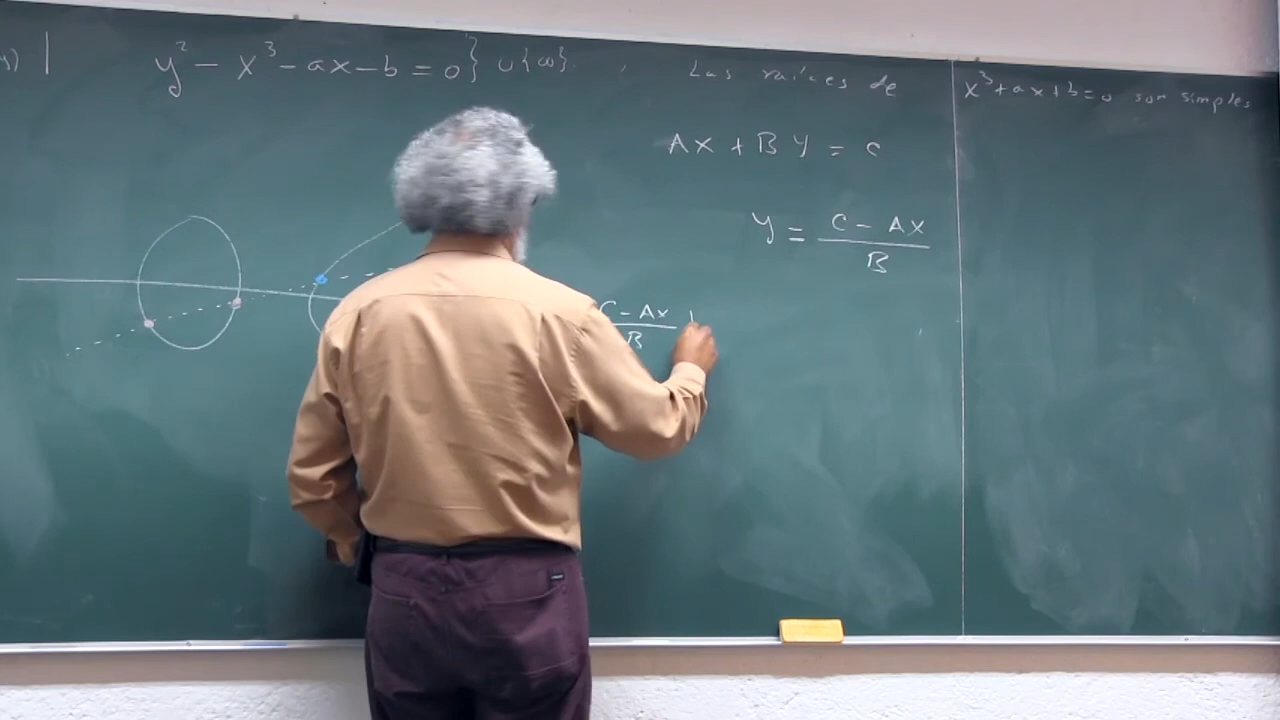 y) | y² - x³ - ax - b = 0} ∪ {∞}. , Las raíces de x³ + ax + b = 0 son simples
Ax + By = c
y = (C - Ax) / B
(C - Ax) / B